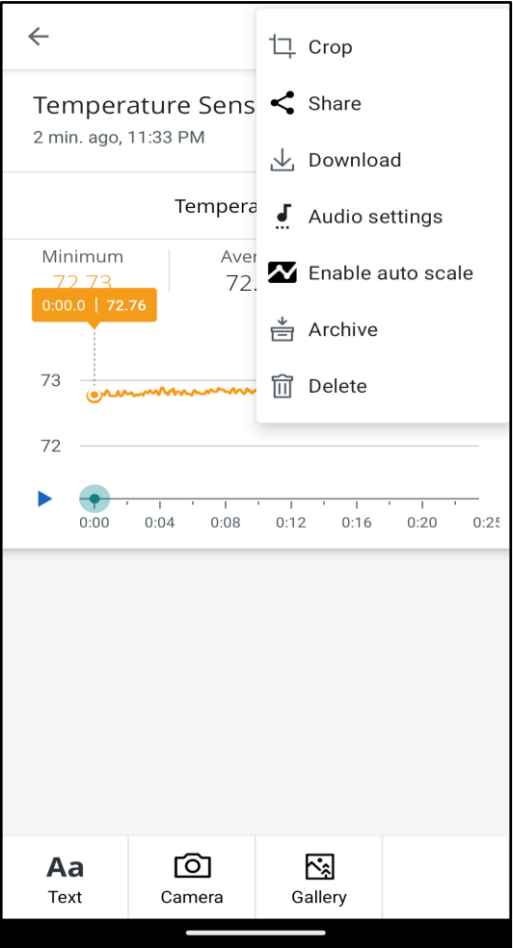 Temperature Sens
2 min. ago, 11:33 PM
Tempera
Minimum
72.73
Aver
72.
0:00.0 | 72.76
73
72
0:00 0:04 0:08 0:12 0:16 0:20 0:25
Crop
Share
Download
Audio settings
Enable auto scale
Archive
Delete
Aa
Text
Camera
Gallery